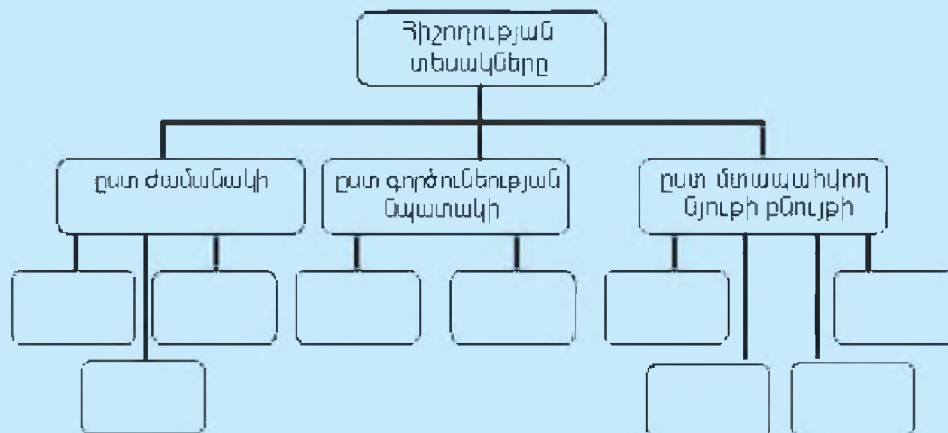 Հիշողության
տեսակները
ըստ ժամանակի
ըստ գործունեության
նպատակի
ըստ մտապահվող
նյութի բնույթի